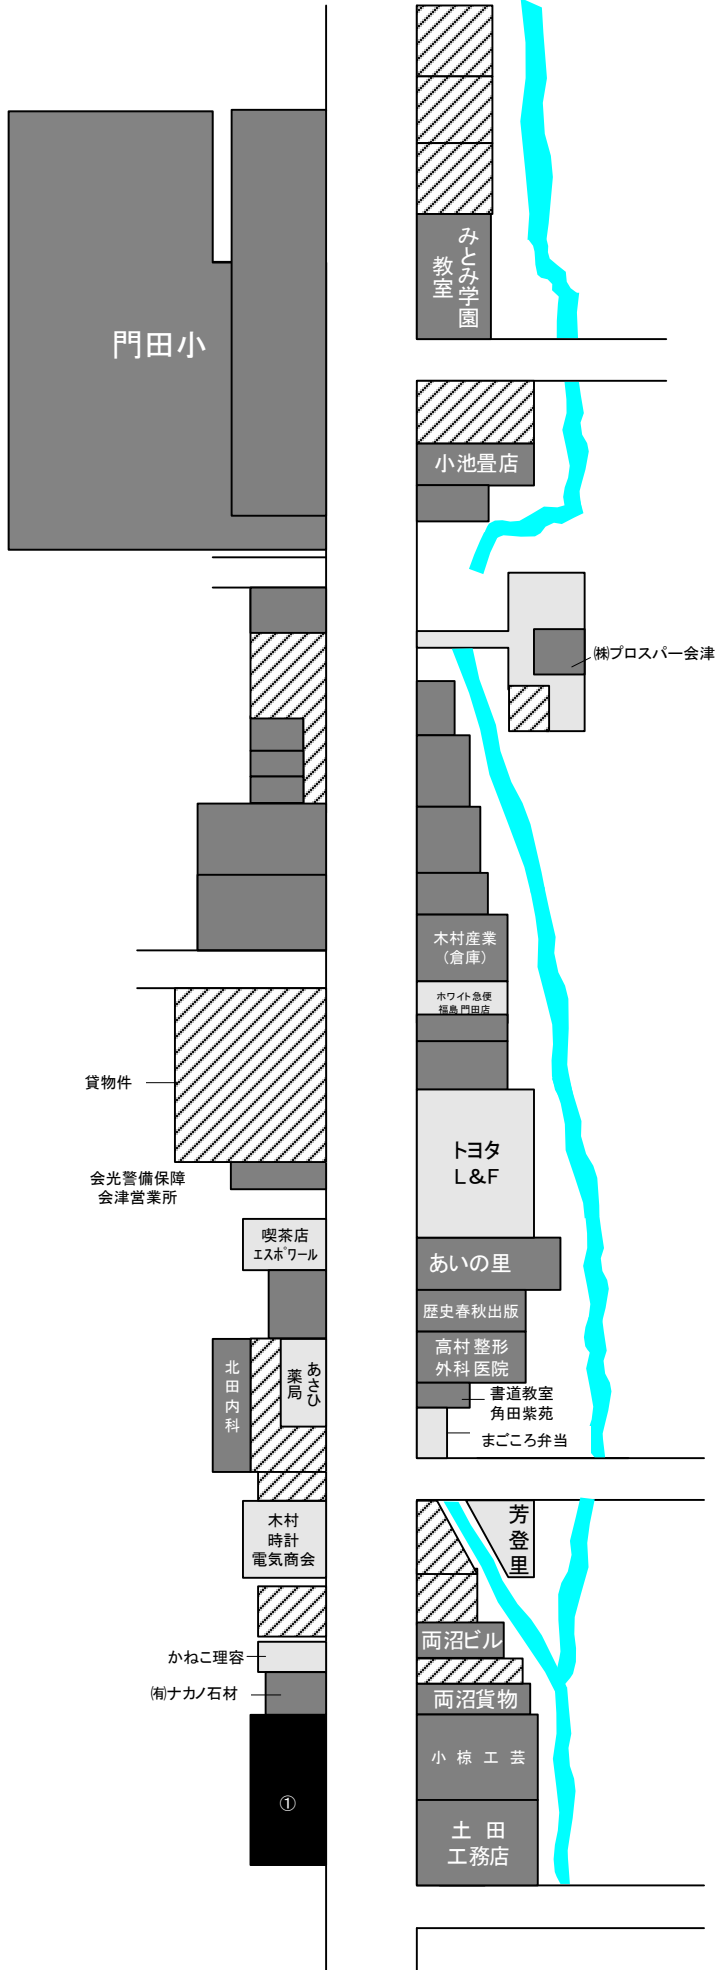 みとみ学園
教室
門田小
小池畳店
㈱プロスパー会津
木村産業
（倉庫）
ホワイト急便
福島門田店
貸物件
トヨタ
L＆F
会光警備保障
会津営業所
喫茶店
エスポワール
あいの里
歴史春秋出版
高村整形
外科医院
北田内科
あさひ
薬局
書道教室
角田紫苑
まごころ弁当
木村
時計
電気商会
芳登里
両沼ビル
かねこ理容
㈲ナカノ石材
両沼貨物
小椋工芸
①
土田
工務店